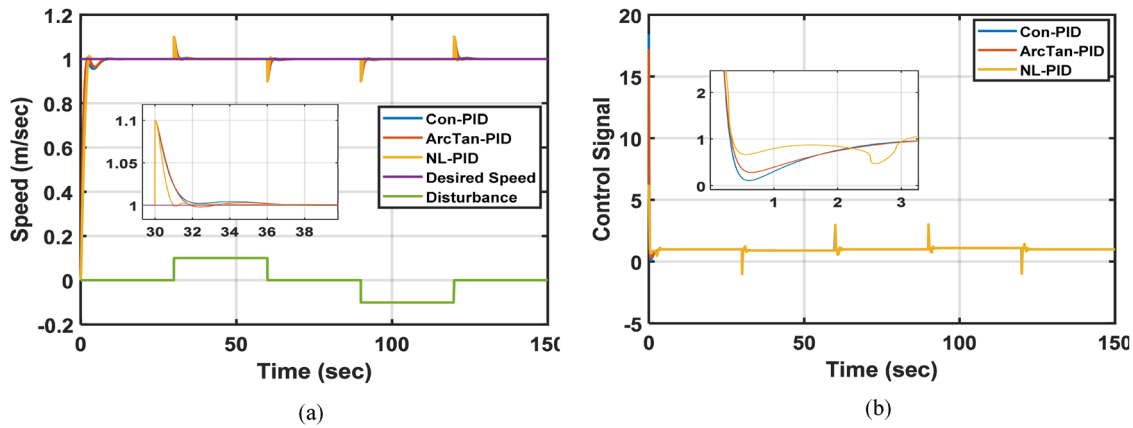 1.2
1
0.8
0.6
0.4
0.2
0
-0.2
Speed (m/sec)
Con-PID
ArcTan-PID
NL-PID
Desired Speed
Disturbance
1.1
1.05
1
30 32 34 36 38
0 50 100 150
Time (sec)
(a)
20
15
10
5
0
-5
Control Signal
Con-PID
ArcTan-PID
NL-PID
2
1
0
1 2 3
0 50 100 150
Time (sec)
(b)